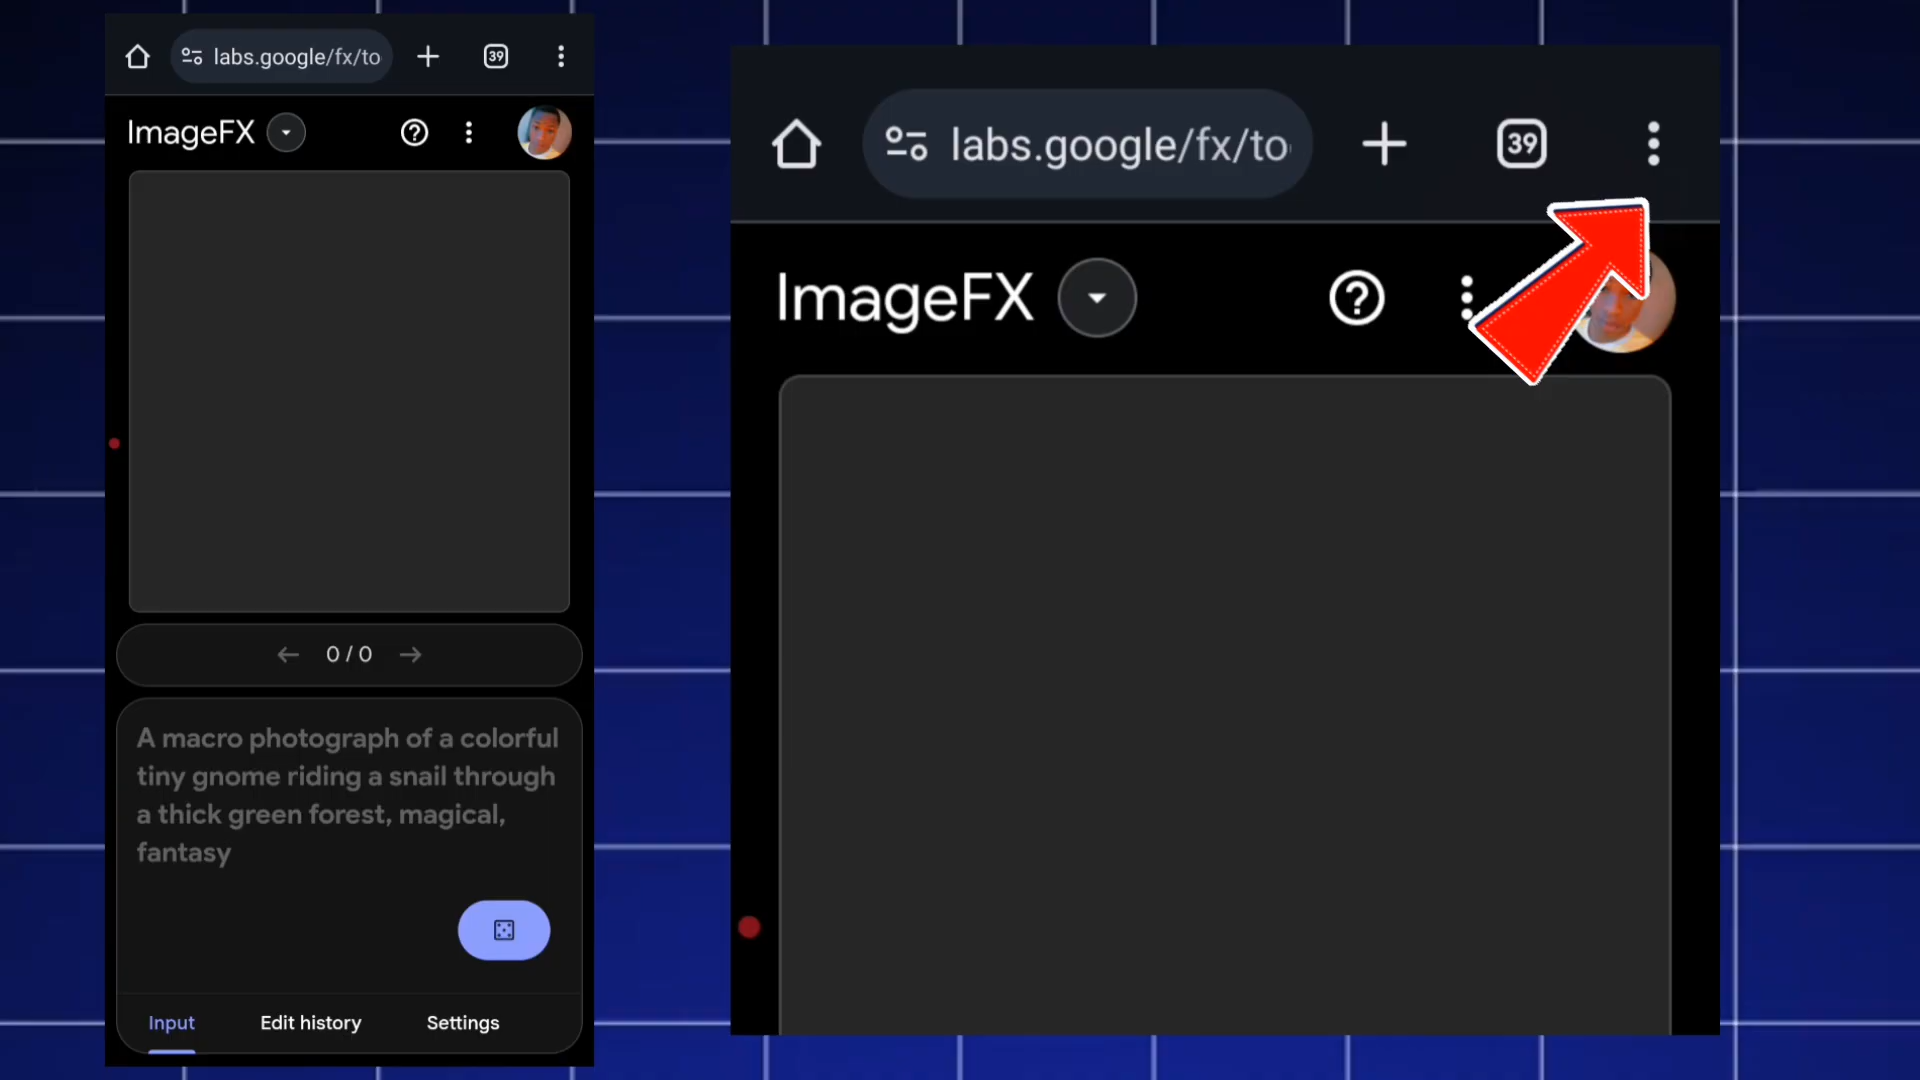 labs.google/fx/to
39
ImageFX
0 / 0
A macro photograph of a colorful
tiny gnome riding a snail through
a thick green forest, magical,
fantasy
Input
Edit history
Settings
labs.google/fx/to
39
ImageFX